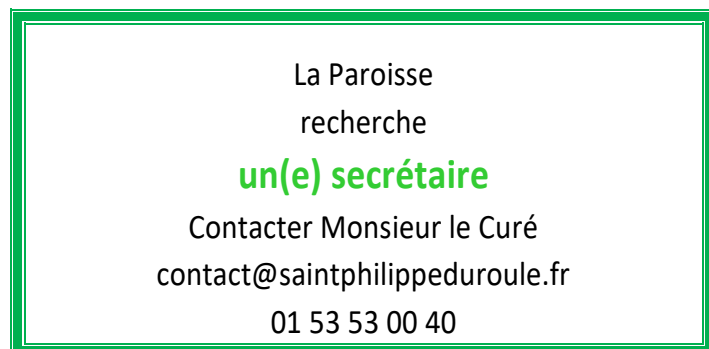 La Paroisse
recherche
un(e) secrétaire
Contacter Monsieur le Curé
contact@saintphilippeduroule.fr
01 53 53 00 40